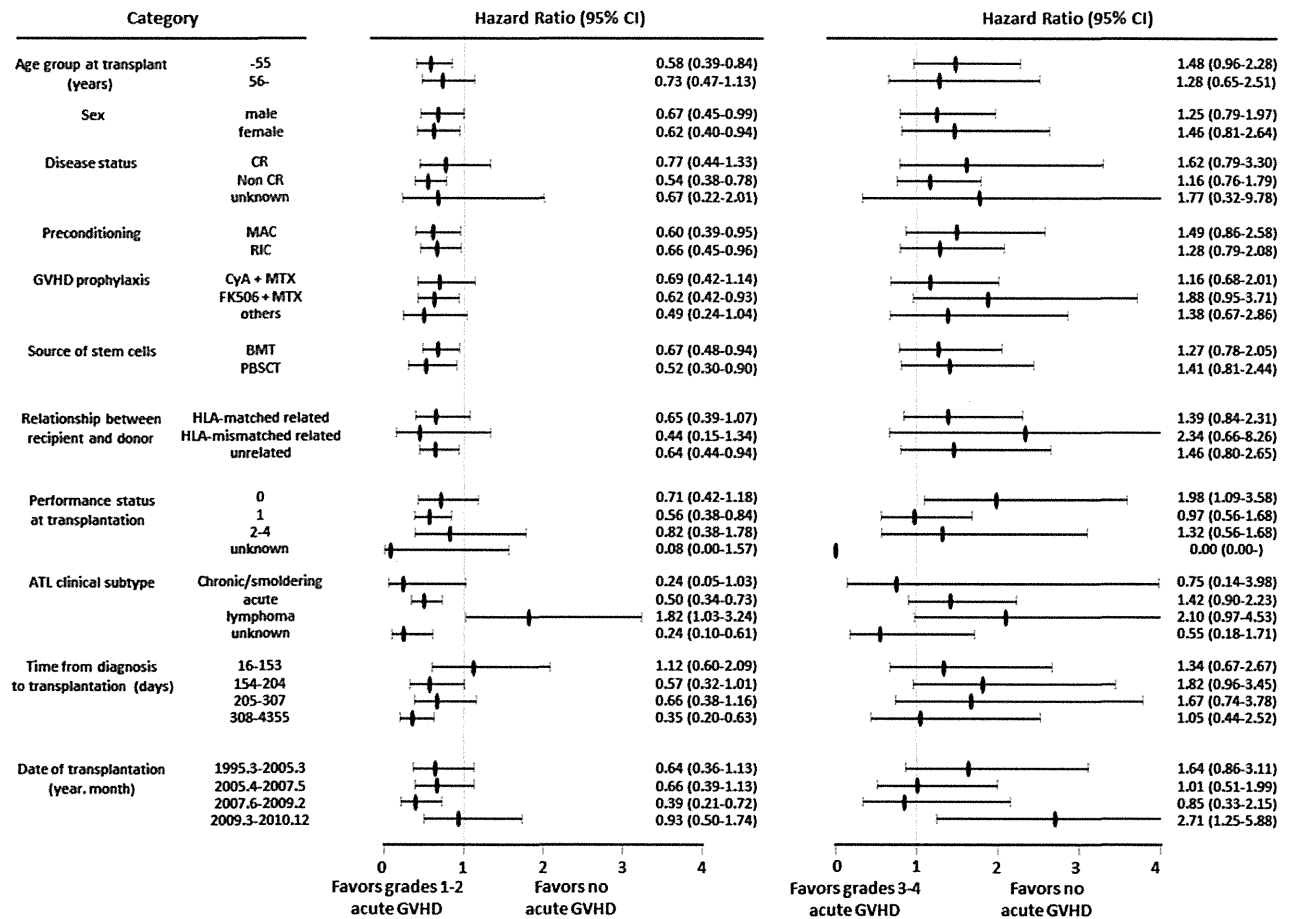 Category Hazard Ratio (95% CI) Hazard Ratio (95% CI)
Age group at transplant -55 0.58 (0.39-0.84) 1.48 (0.96-2.28)
(years) 56- 0.73 (0.47-1.13) 1.28 (0.65-2.51)
Sex male 0.67 (0.45-0.99) 1.25 (0.79-1.97)
female 0.62 (0.40-0.94) 1.46 (0.81-2.64)
Disease status CR 0.77 (0.44-1.33) 1.62 (0.79-3.30)
Non CR 0.54 (0.38-0.78) 1.16 (0.76-1.79)
unknown 0.67 (0.22-2.01) 1.77 (0.32-9.78)
Preconditioning MAC 0.60 (0.39-0.95) 1.49 (0.86-2.58)
RIC 0.66 (0.45-0.96) 1.28 (0.79-2.08)
GVHD prophylaxis CyA + MTX 0.69 (0.42-1.14) 1.16 (0.68-2.01)
FK506 + MTX 0.62 (0.42-0.93) 1.88 (0.95-3.71)
others 0.49 (0.24-1.04) 1.38 (0.67-2.86)
Source of stem cells BMT 0.67 (0.48-0.94) 1.27 (0.78-2.05)
PBSCT 0.52 (0.30-0.90) 1.41 (0.81-2.44)
Relationship between HLA-matched related 0.65 (0.39-1.07) 1.39 (0.84-2.31)
recipient and donor HLA-mismatched related 0.44 (0.15-1.34) 2.34 (0.66-8.26)
unrelated 0.64 (0.44-0.94) 1.46 (0.80-2.65)
Performance status 0 0.71 (0.42-1.18) 1.98 (1.09-3.58)
at transplantation 1 0.56 (0.38-0.84) 0.97 (0.56-1.68)
2-4 0.82 (0.38-1.78) 1.32 (0.56-1.68)
unknown 0.08 (0.00-1.57) 0.00 (0.00-)
ATL clinical subtype Chronic/smoldering 0.24 (0.05-1.03) 0.75 (0.14-3.98)
acute 0.50 (0.34-0.73) 1.42 (0.90-2.23)
lymphoma 1.82 (1.03-3.24) 2.10 (0.97-4.53)
unknown 0.24 (0.10-0.61) 0.55 (0.18-1.71)
Time from diagnosis 16-153 1.12 (0.60-2.09) 1.34 (0.67-2.67)
to transplantation (days) 154-204 0.57 (0.32-1.01) 1.82 (0.96-3.45)
205-307 0.66 (0.38-1.16) 1.67 (0.74-3.78)
308-4355 0.35 (0.20-0.63) 1.05 (0.44-2.52)
Date of transplantation 1995.3-2005.3 0.64 (0.36-1.13) 1.64 (0.86-3.11)
(year. month) 2005.4-2007.5 0.66 (0.39-1.13) 1.01 (0.51-1.99)
2007.6-2009.2 0.39 (0.21-0.72) 0.85 (0.33-2.15)
2009.3-2010.12 0.93 (0.50-1.74) 2.71 (1.25-5.88)
0 1 2 3 4 0 1 2 3 4
Favors grades 1-2 Favors no Favors grades 3-4 Favors no
acute GVHD acute GVHD acute GVHD acute GVHD